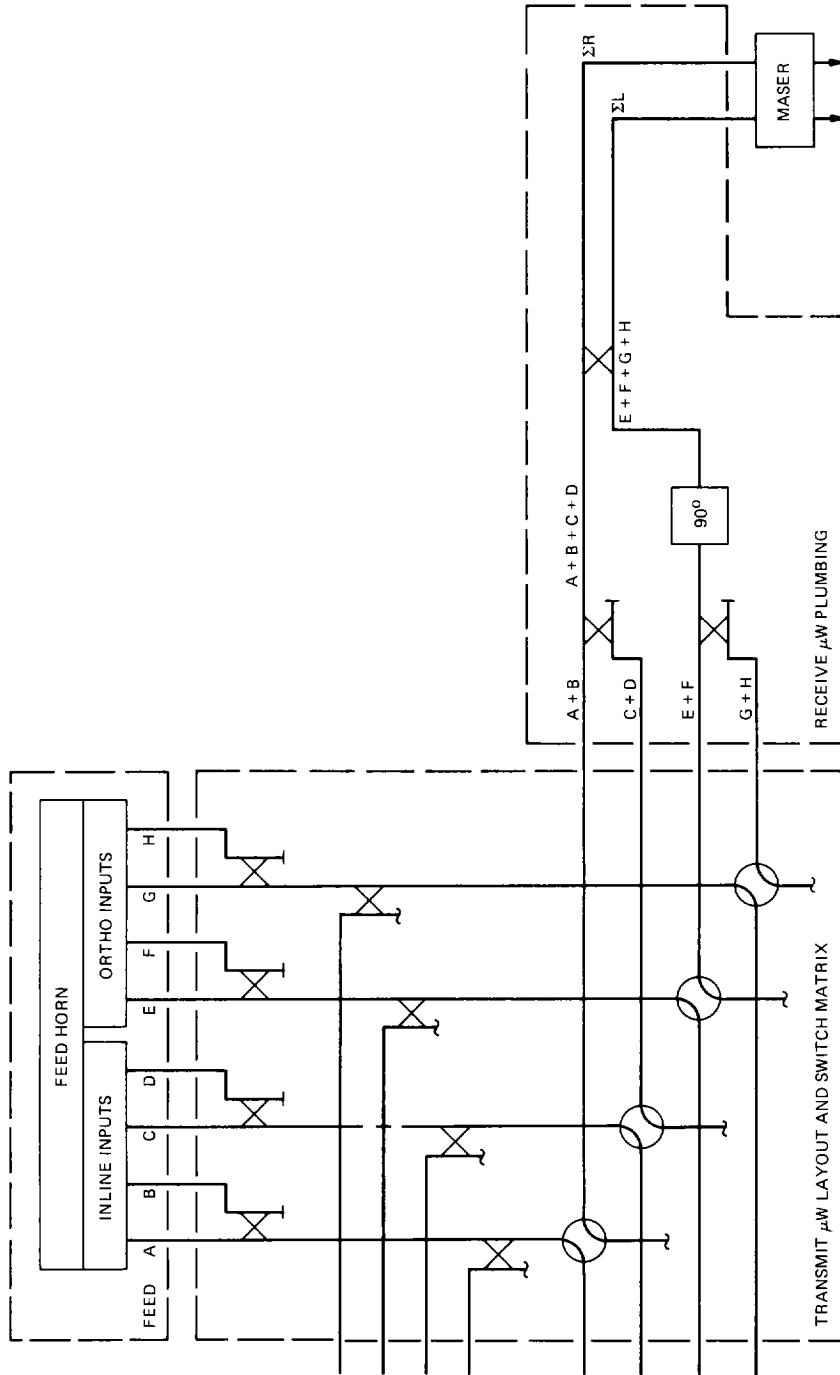 FEED HORN
INLINE INPUTS
ORTHO INPUTS
FEED
A
B
C
D
E
F
G
H
TRANSMIT μW LAYOUT AND SWITCH MATRIX
A + B
C + D
E + F
G + H
A + B + C + D
90°
E + F + G + H
ΣR
ΣL
MASER
RECEIVE μW PLUMBING